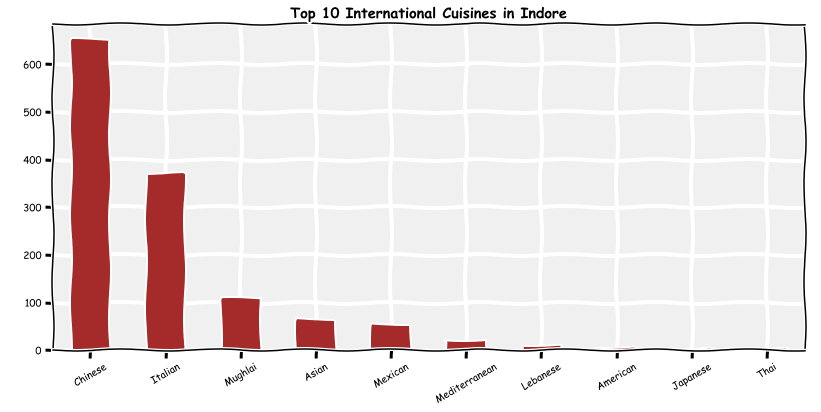 Top 10 International Cuisines in Indore
600
500
400
300
200
100
0
Chinese
Italian
Mughlai
Asian
Mexican
Mediterranean
Lebanese
American
Japanese
Thai